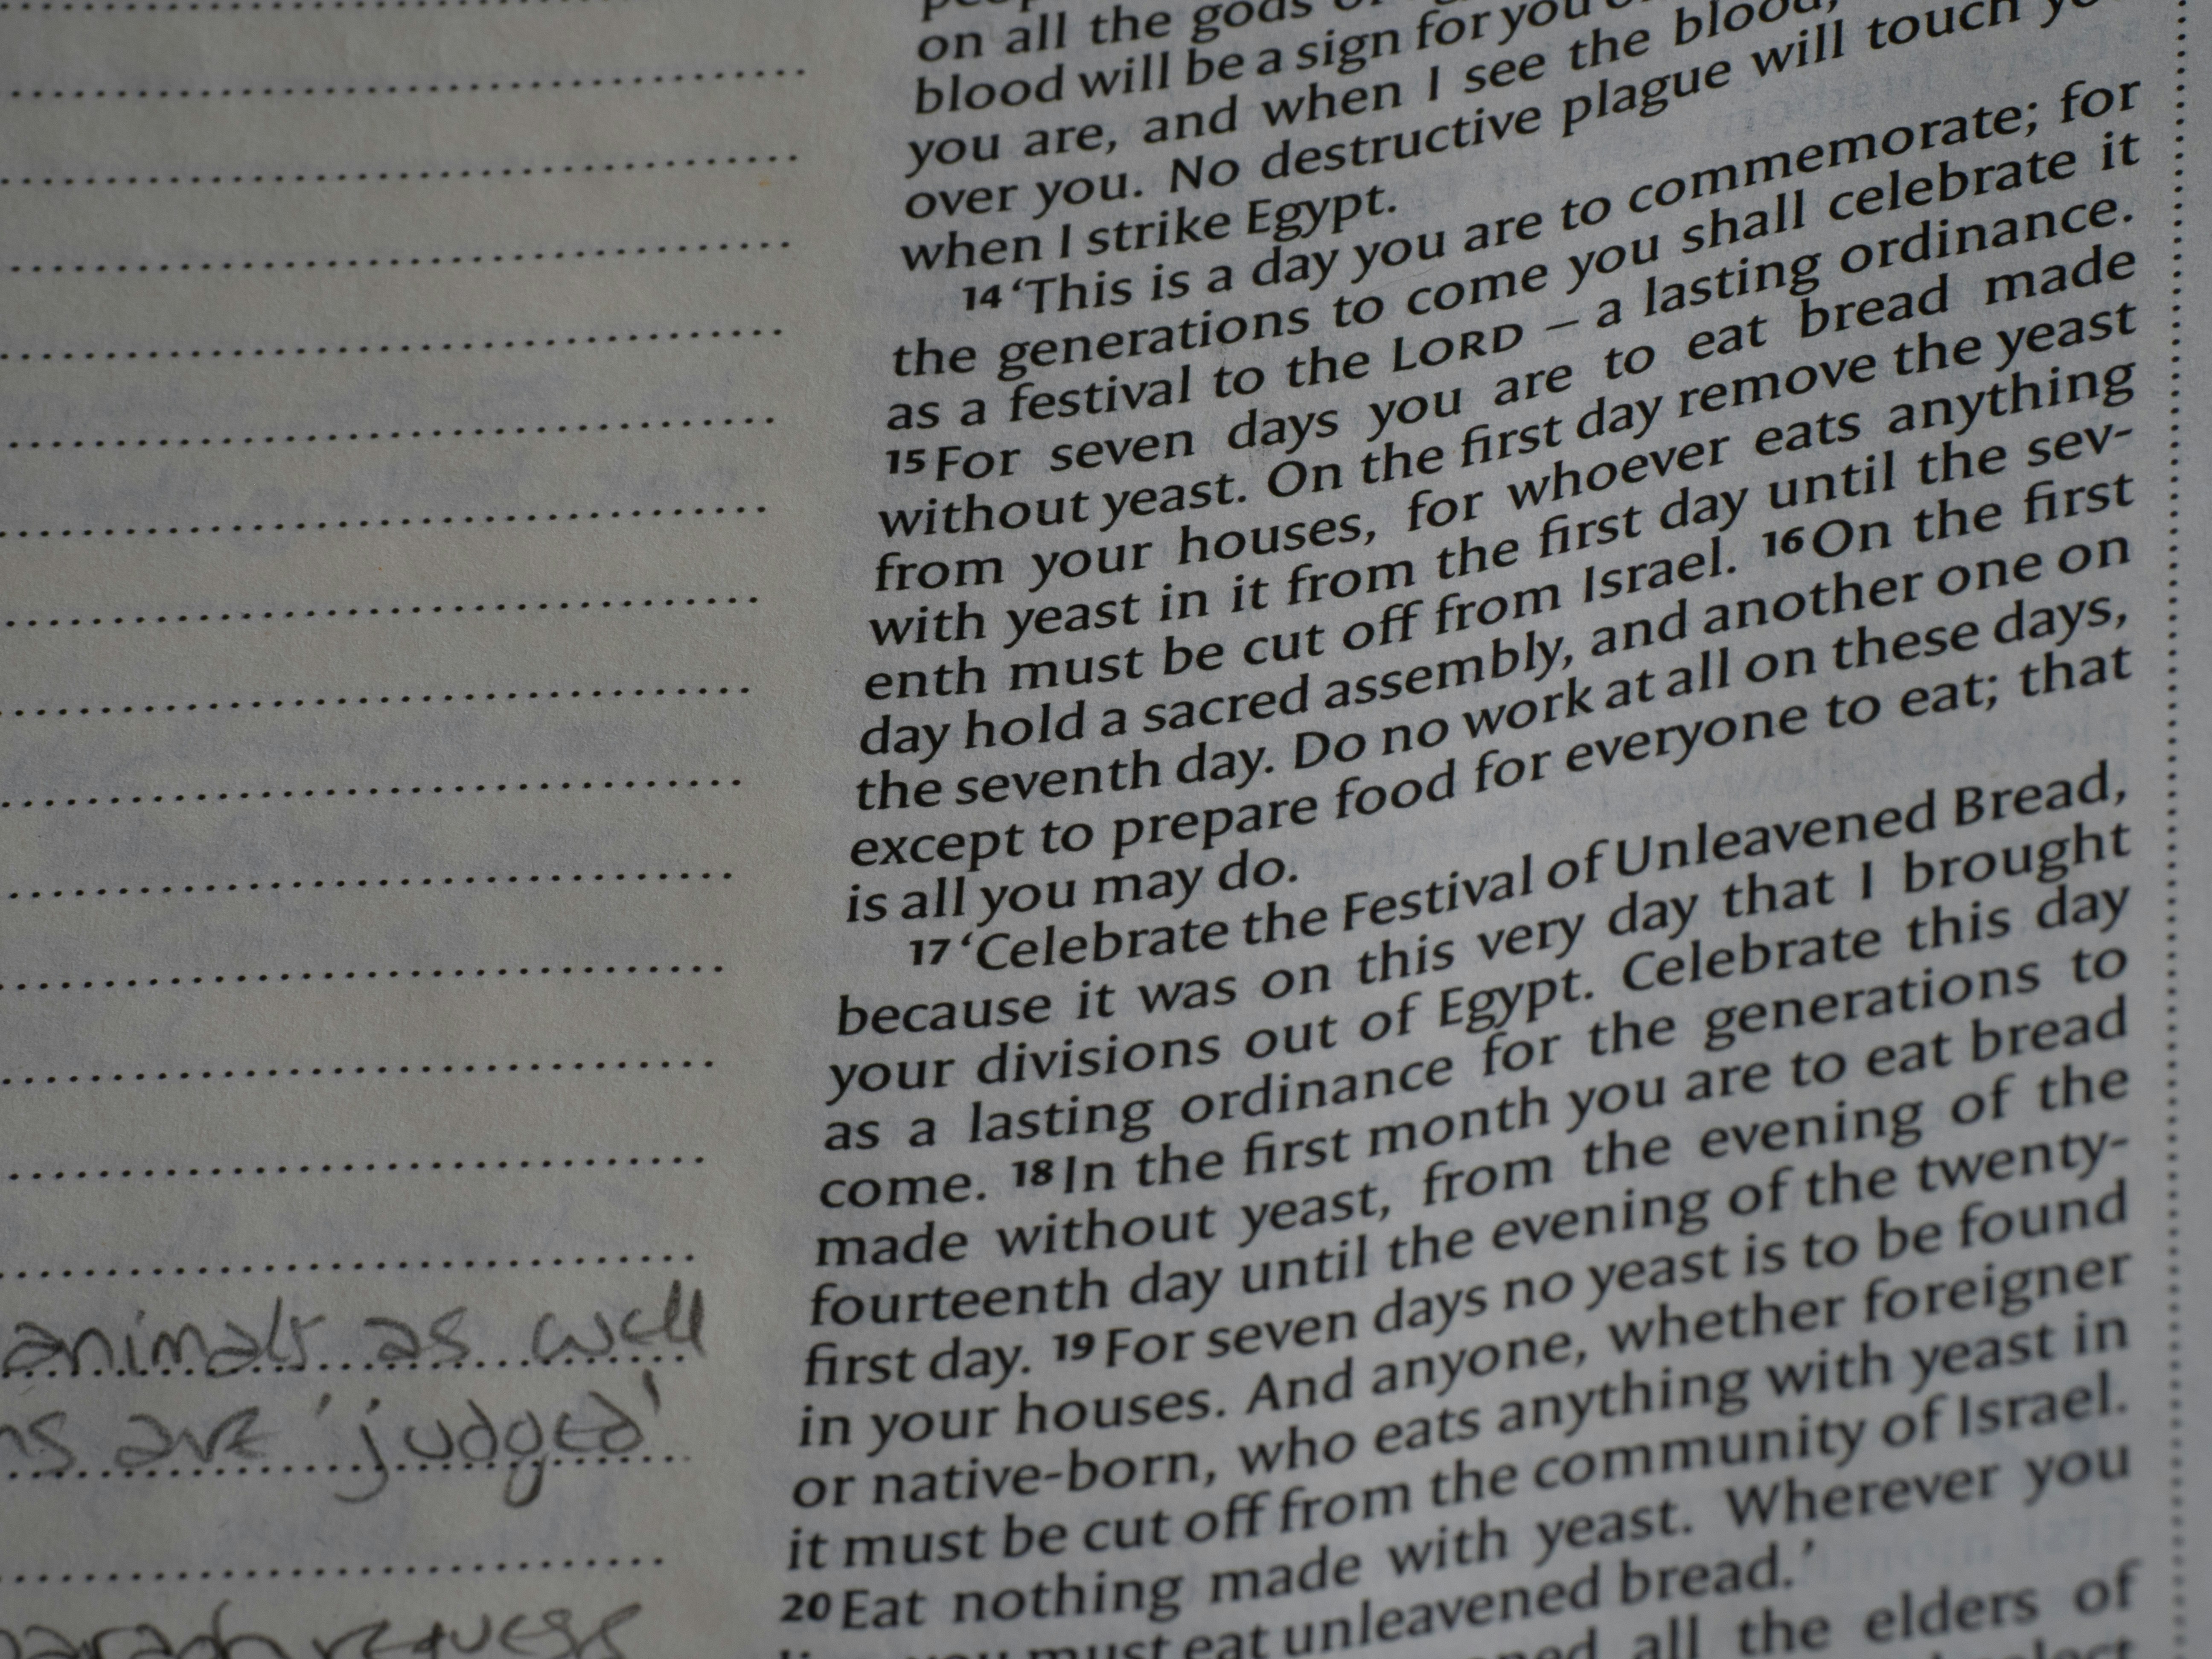 on all the gods
blood will be a sign for you
you are, and when I see the blood,
over you. No destructive plague will touch
when I strike Egypt.
14 ‘This is a day you are to commemorate; for
the generations to come you shall celebrate it
as a festival to the LORD – a lasting ordinance.
15 For seven days you are to eat bread made
without yeast. On the first day remove the yeast
from your houses, for whoever eats anything
with yeast in it from the first day until the sev-
enth must be cut off from Israel. 16 On the first
day hold a sacred assembly, and another one on
the seventh day. Do no work at all on these days,
except to prepare food for everyone to eat; that
is all you may do.
17 ‘Celebrate the Festival of Unleavened Bread,
because it was on this very day that I brought
your divisions out of Egypt. Celebrate this day
as a lasting ordinance for the generations to
come. 18 In the first month you are to eat bread
made without yeast, from the evening of the
fourteenth day until the evening of the twenty-
first day. 19 For seven days no yeast is to be found
in your houses. And anyone, whether foreigner
or native-born, who eats anything with yeast in
it must be cut off from the community of Israel.
20 Eat nothing made with yeast. Wherever you
you must eat unleavened bread.’
all the elders of
animals as well
are 'judged'